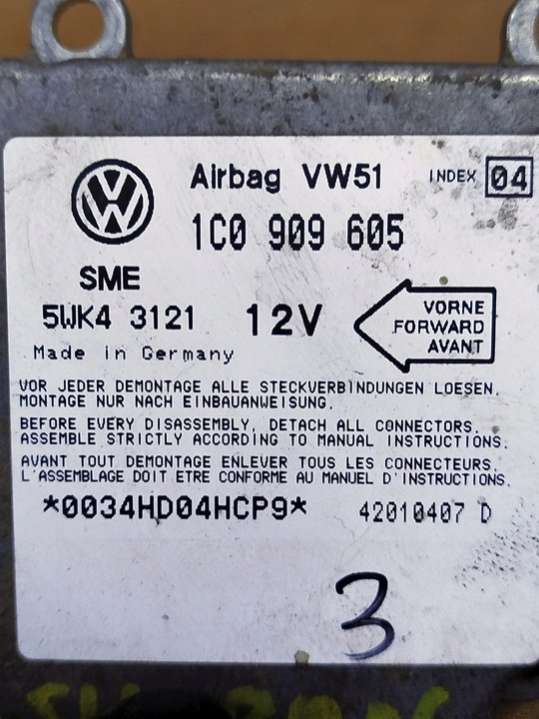 Airbag VW51 INDEX 04
1C0 909 605
SME
5WK4 3121 12V
VORNE
FORWARD
AVANT
Made in Germany
VOR JEDER DEMONTAGE ALLE STECKVERBINDUNGEN LOESEN.
MONTAGE NUR NACH EINBAUANWEISUNG.
BEFORE EVERY DISASSEMBLY, DETACH ALL CONNECTORS.
ASSEMBLE STRICTLY ACCORDING TO MANUAL INSTRUCTIONS.
AVANT TOUT DEMONTAGE ENLEVER TOUS LES CONNECTEURS.
L'ASSEMBLAGE DOIT ETRE CONFORME AU MANUEL D'INSTRUCTIONS.
*0034HD04HCP9* 42010407 D
3